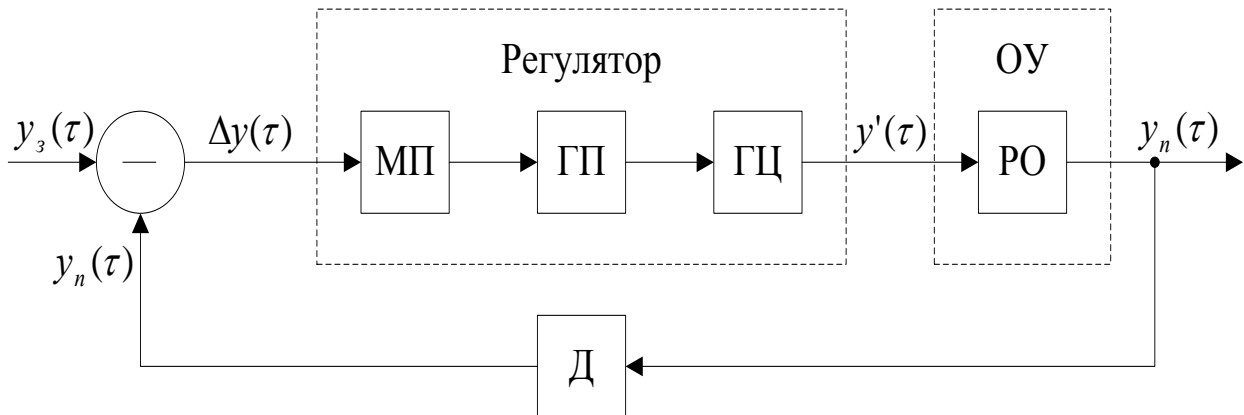 Регулятор
ОУ
y_з(τ)
—
Δy(τ)
МП
ГП
ГЦ
y'(τ)
РО
y_п(τ)
y_п(τ)
Д